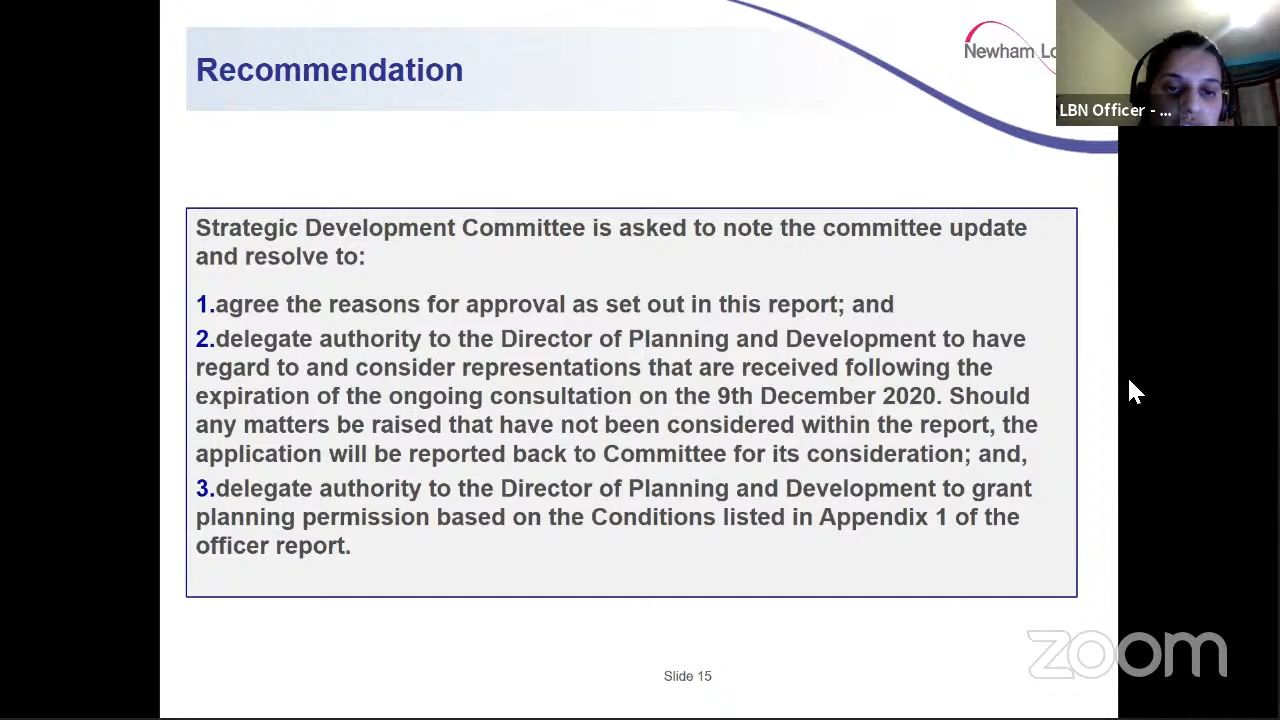 Recommendation
Newham Lo
LBN Officer - ...
Strategic Development Committee is asked to note the committee update
and resolve to:
1.agree the reasons for approval as set out in this report; and
2.delegate authority to the Director of Planning and Development to have
regard to and consider representations that are received following the
expiration of the ongoing consultation on the 9th December 2020. Should
any matters be raised that have not been considered within the report, the
application will be reported back to Committee for its consideration; and,
3.delegate authority to the Director of Planning and Development to grant
planning permission based on the Conditions listed in Appendix 1 of the
officer report.
zoom
Slide 15